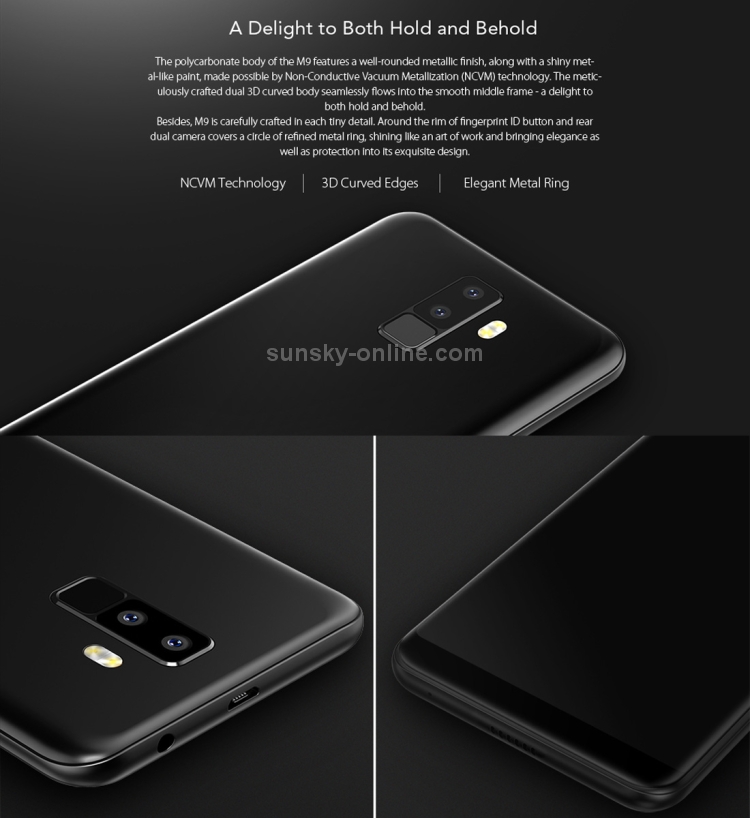 A Delight to Both Hold and Behold
The polycarbonate body of the M9 features a well-rounded metallic finish, along with a shiny met-
al-like paint, made possible by Non-Conductive Vacuum Metallization (NCVM) technology. The metic-
ulously crafted dual 3D curved body seamlessly flows into the smooth middle frame - a delight to
both hold and behold.
Besides, M9 is carefully crafted in each tiny detail. Around the rim of fingerprint ID button and rear
dual camera covers a circle of refined metal ring, shining like an art of work and bringing elegance as
well as protection into its exquisite design.
NCVM Technology | 3D Curved Edges | Elegant Metal Ring
sunsky-online.com